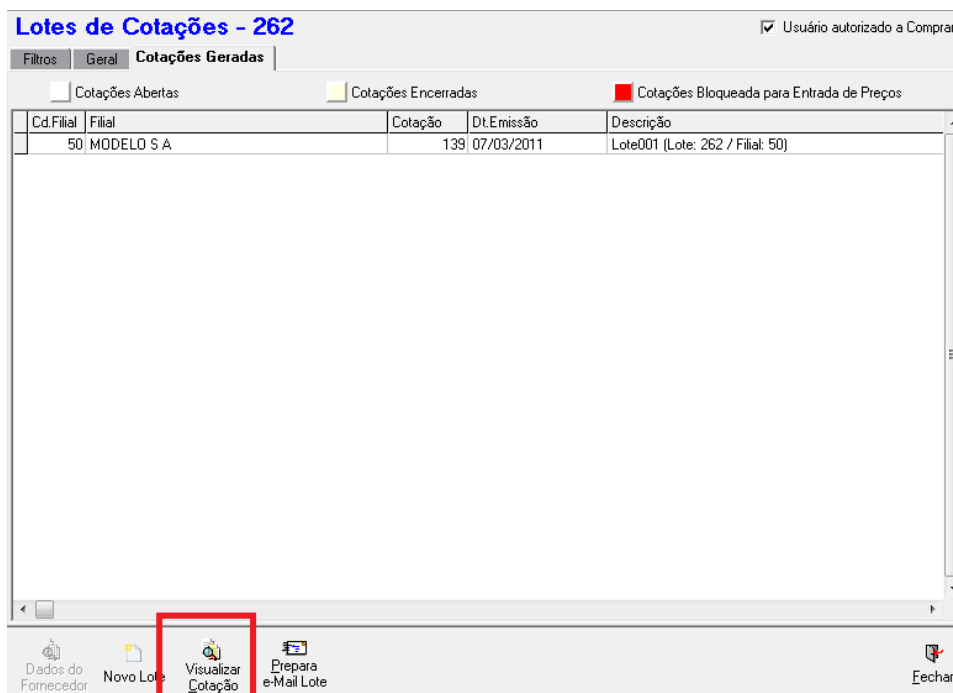 Lotes de Cotações - 262
Usuário autorizado a Comprar
Filtros Geral Cotações Geradas
Cotações Abertas Cotações Encerradas Cotações Bloqueada para Entrada de Preços
Cd.Filial Filial Cotação Dt.Emissão Descrição
50 MODELO S A 139 07/03/2011 Lote001 (Lote: 262 / Filial: 50)
Dados do Fornecedor
Novo Lote
Visualizar Cotação
Prepara e-Mail Lote
Fechar